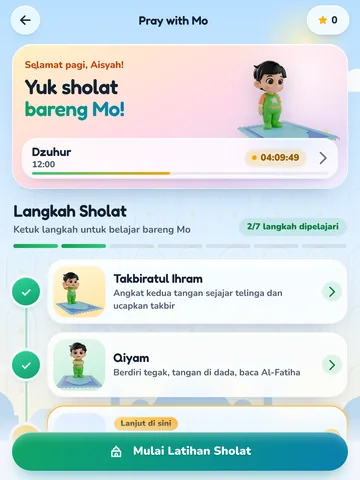 Pray with Mo
0
Selamat pagi, Aisyah!
Yuk sholat
bareng Mo!
Dzuhur
12:00
04:09:49
Langkah Sholat
Ketuk langkah untuk belajar bareng Mo
2/7 langkah dipelajari
Takbiratul Ihram
Angkat kedua tangan sejajar telinga dan
ucapkan takbir
Qiyam
Berdiri tegak, tangan di dada, baca Al-Fatiha
Lanjut di sini
Mulai Latihan Sholat